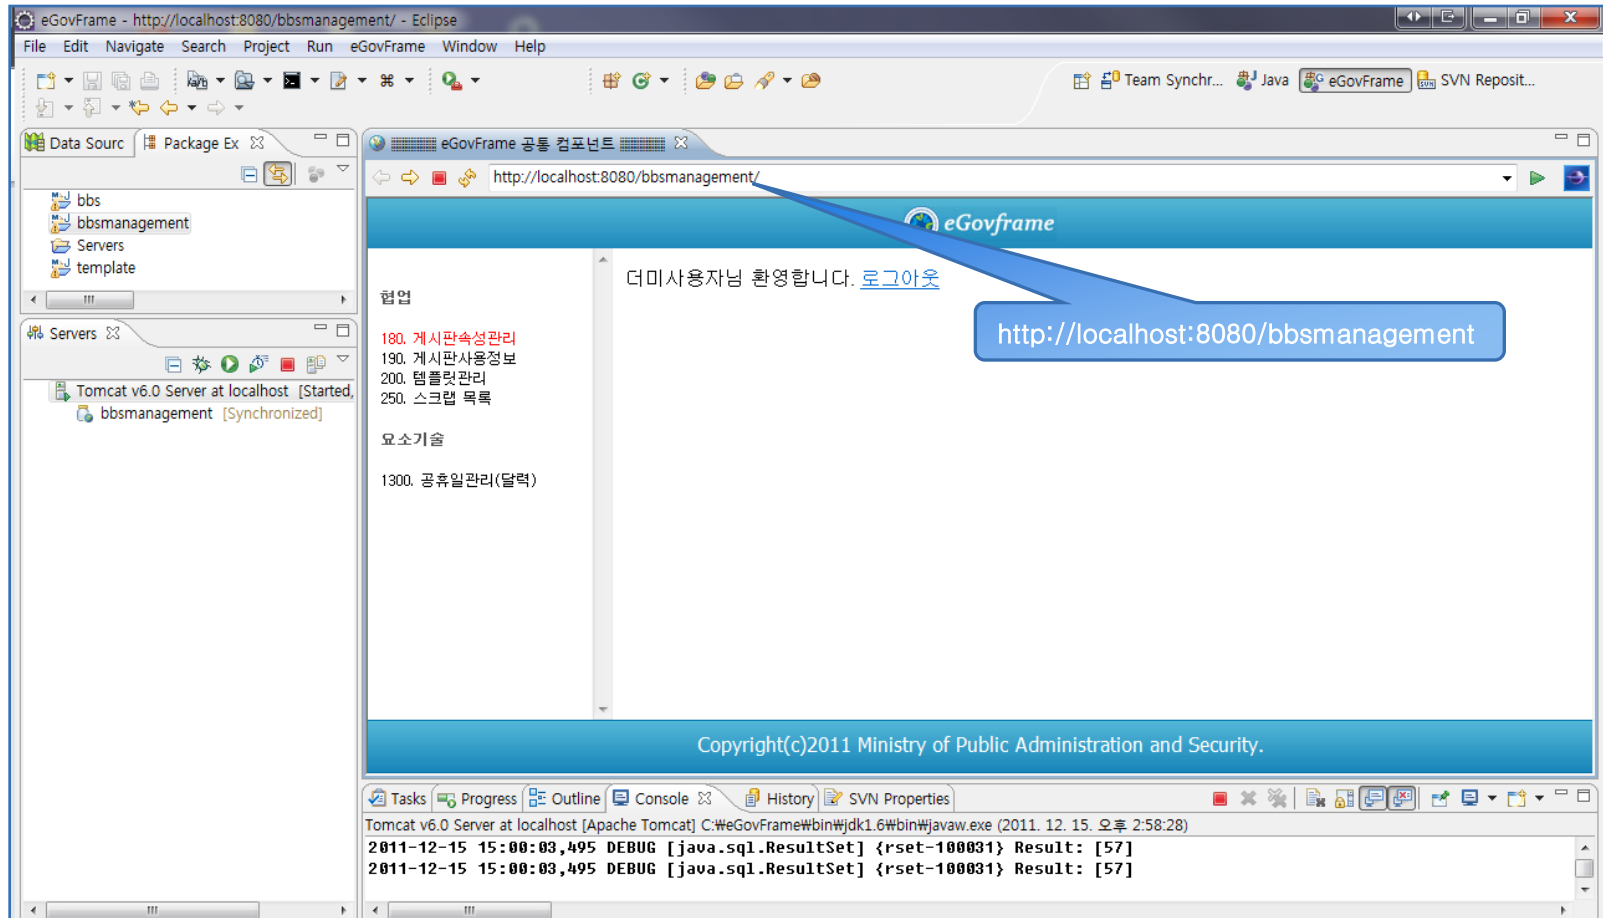 eGovFrame - http://localhost:8080/bbsmanagement/ - Eclipse
File Edit Navigate Search Project Run eGovFrame Window Help
Team Synchr... Java eGovFrame SVN Reposit...
Data Sourc Package Ex
eGovFrame 공통 컴포넌트
http://localhost:8080/bbsmanagement/
bbs
bbsmanagement
Servers
template
Servers
Tomcat v6.0 Server at localhost [Started,
bbsmanagement [Synchronized]
eGovframe
협업
180. 게시판속성관리
190. 게시판사용정보
200. 템플릿관리
250. 스크랩 목록
요소기술
1300. 공휴일관리(달력)
더미사용자님 환영합니다. 로그아웃
http://localhost:8080/bbsmanagement
Copyright(c)2011 Ministry of Public Administration and Security.
Tasks Progress Outline Console History SVN Properties
Tomcat v6.0 Server at localhost [Apache Tomcat] C:₩eGovFrame₩bin₩jdk1.6₩bin₩javaw.exe (2011. 12. 15. 오후 2:58:28)
2011-12-15 15:00:03,495 DEBUG [java.sql.ResultSet] {rset-100031} Result: [57]
2011-12-15 15:00:03,495 DEBUG [java.sql.ResultSet] {rset-100031} Result: [57]